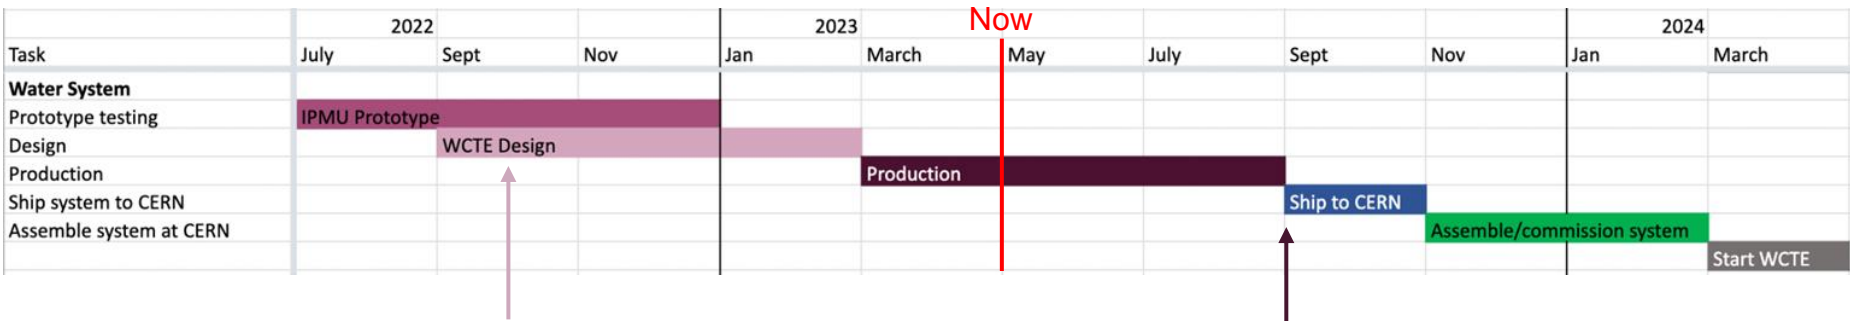 Now
2022 2023 2024
Task July Sept Nov Jan March May July Sept Nov Jan March
Water System
Prototype testing IPMU Prototype
Design WCTE Design
Production Production
Ship system to CERN Ship to CERN
Assemble system at CERN Assemble/commission system
Start WCTE